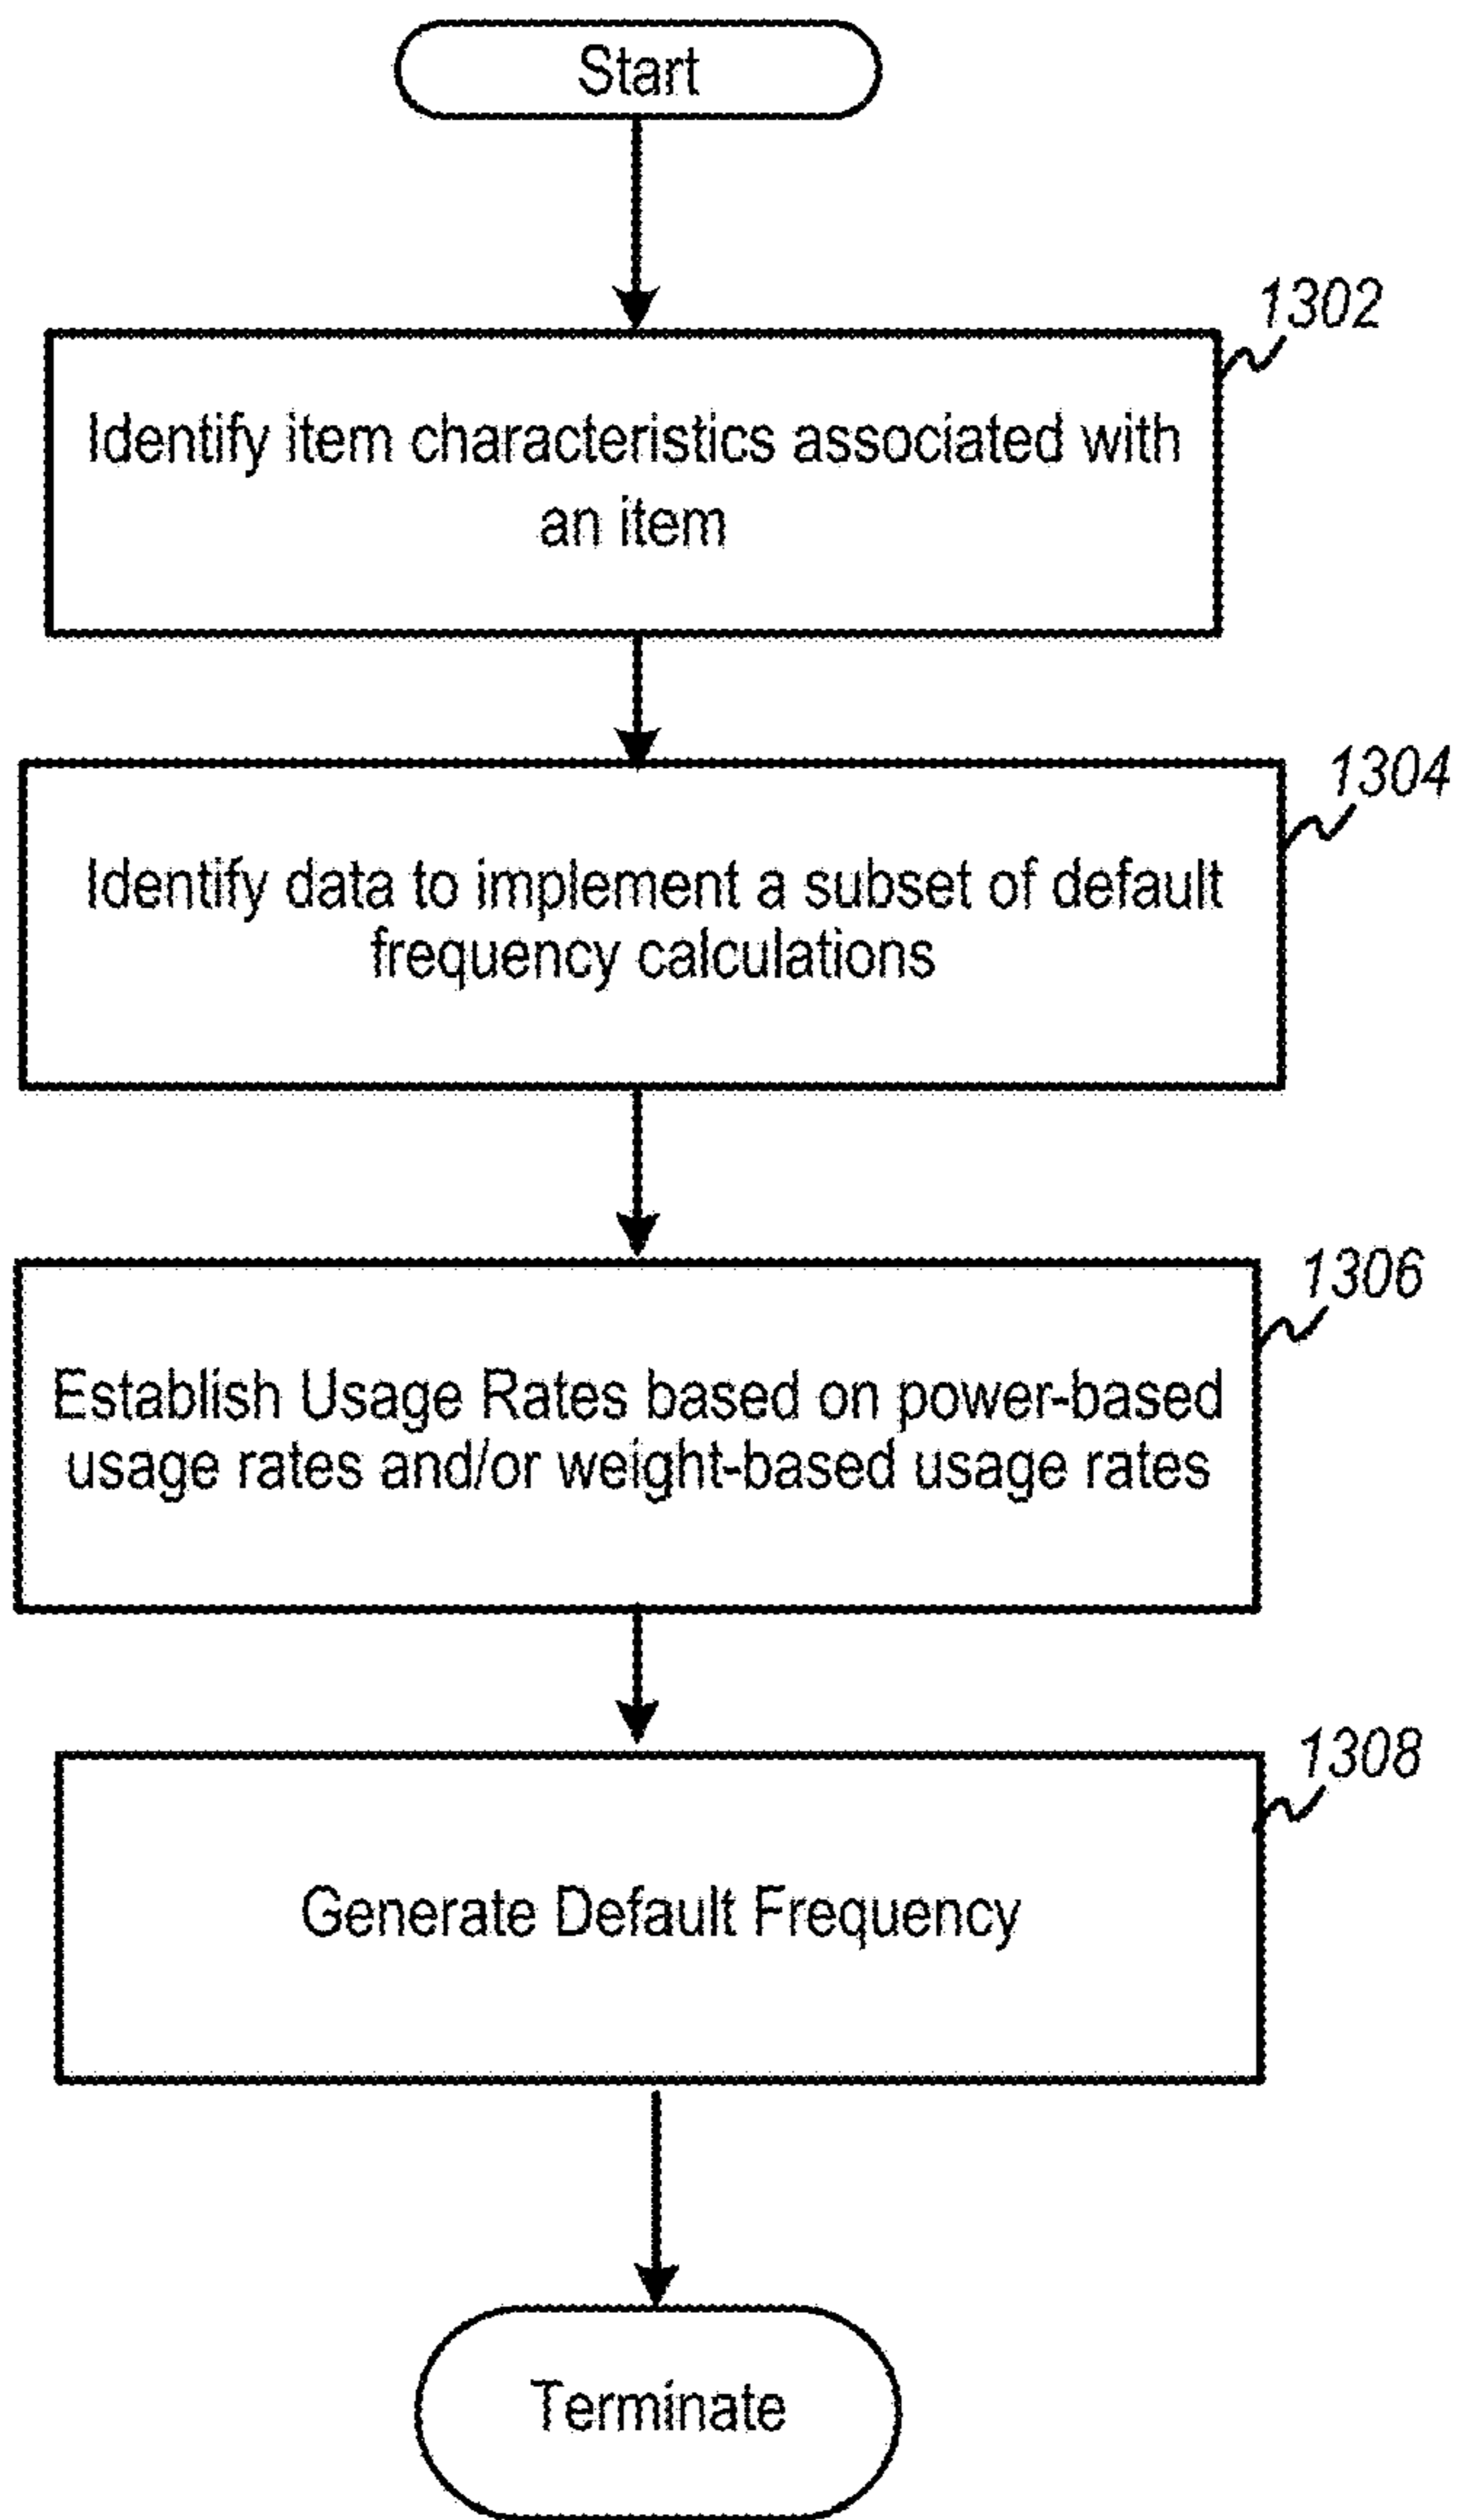 Start
1302
Identify item characteristics associated with
an item
1304
Identify data to implement a subset of default
frequency calculations
1306
Establish Usage Rates based on power-based
usage rates and/or weight-based usage rates
1308
Generate Default Frequency
Terminate